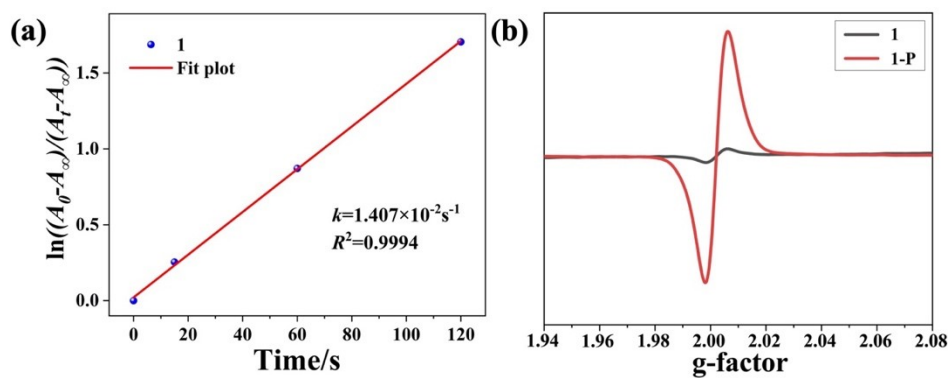 (a)
1
Fit plot
ln((A₀-A∞)/(Aₜ-A∞))
1.5
1.0
0.5
0.0
k=1.407×10⁻²s⁻¹
R²=0.9994
0 20 40 60 80 100 120
Time/s
(b)
1
1-P
1.94 1.96 1.98 2.00 2.02 2.04 2.06 2.08
g-factor